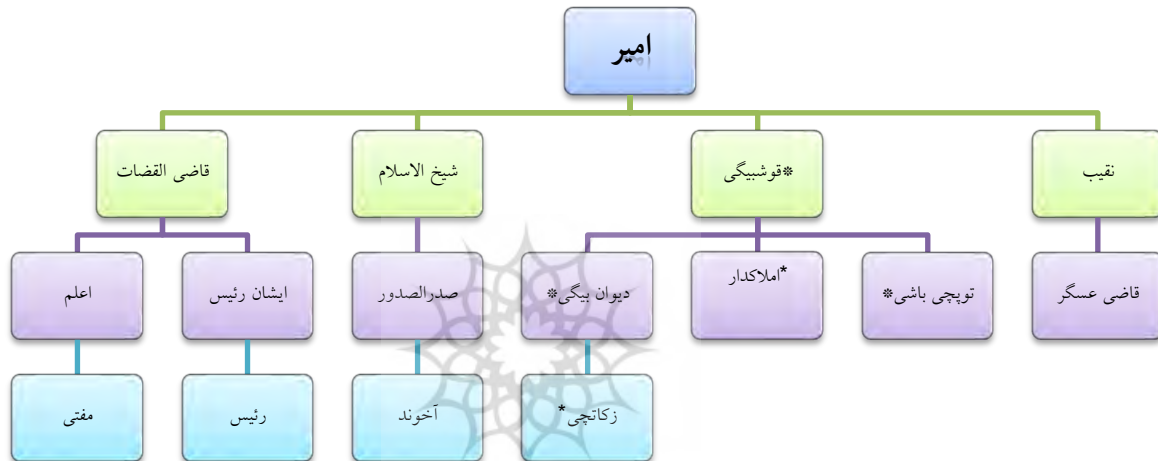 امیر
نقیب
*قوشبیگی
شیخ الاسلام
قاضی القضات
قاضی عسگر
توپچی باشی*
*املاکدار
دیوان بیگی*
صدرالصدور
ایشان رئیس
اعلم
زکاتچی*
آخوند
رئیس
مفتی